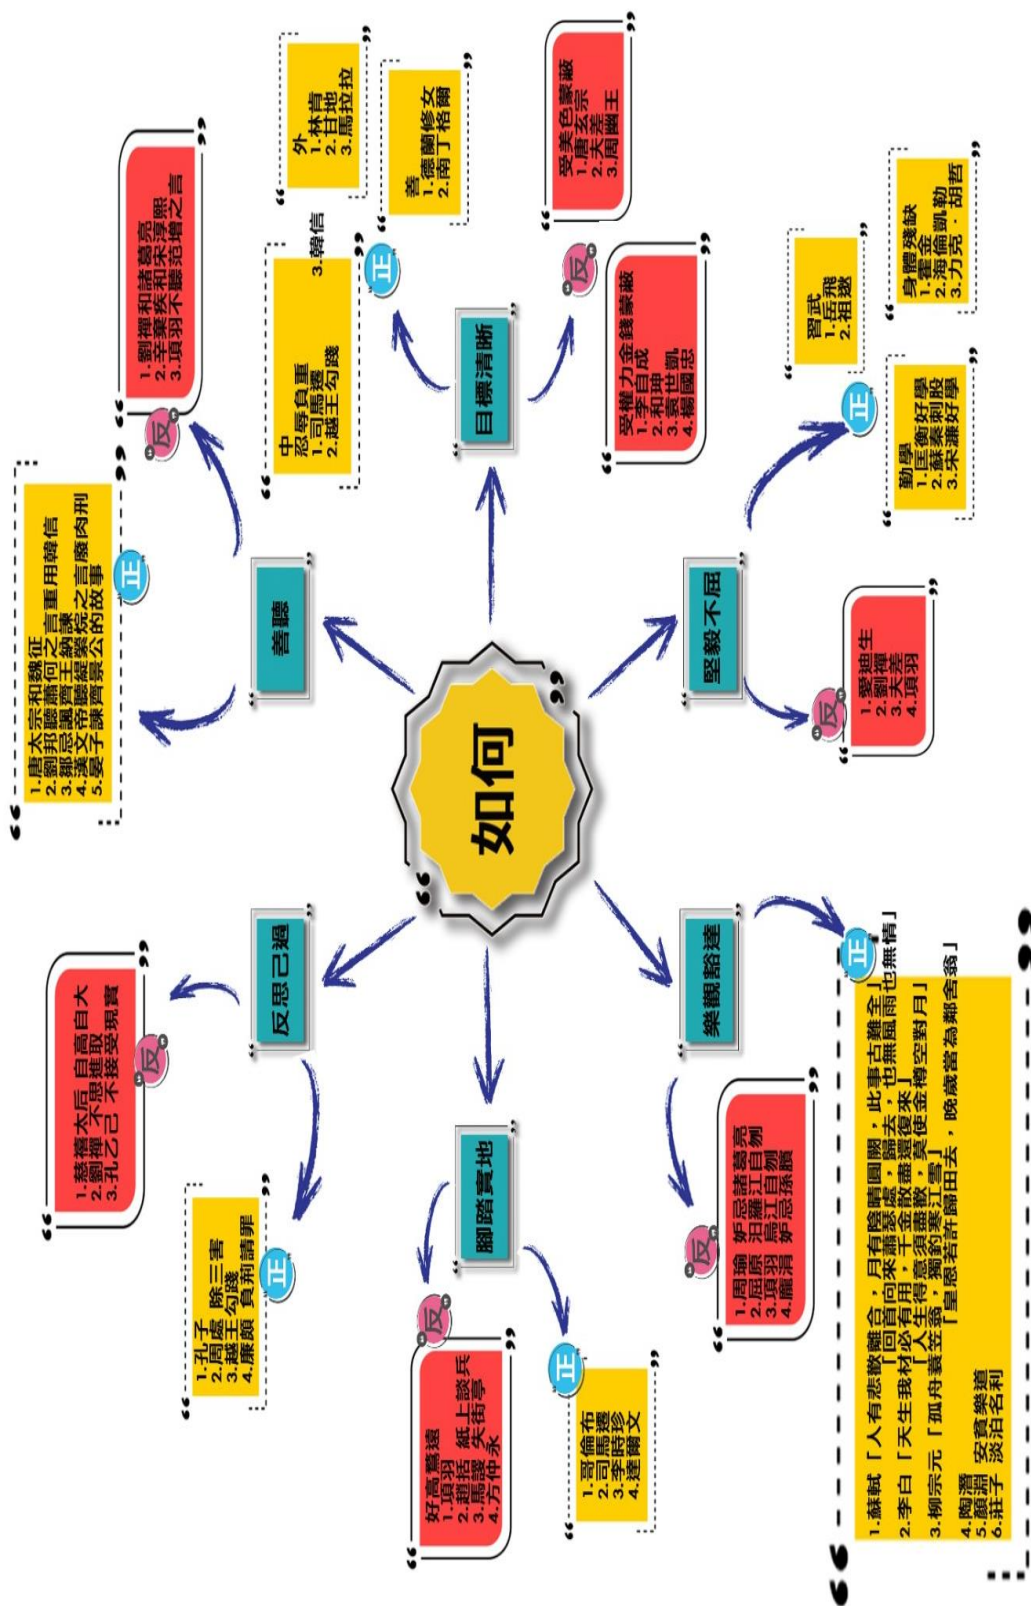 如何
善聽
正
1.唐太宗和魏征
2.劉邦聽蕭何之言重用韓信
3.鄒忌諷齊王納諫
4.漢文帝聽緹縈烷之言廢肉刑
5.晏子諫齊景公的故事
反
1.劉禪和諸葛亮
2.辛棄疾和宋淳熙
3.項羽不聽范增之言
目標清晰
正
中
忍辱負重
1.司馬遷
2.越王勾踐
3.韓信
外
1.林肯
2.甘地
3.馬拉拉
善
1.德蘭修女
2.南丁格爾
反
受美色蒙蔽
1.唐玄宗
2.夫差
3.周幽王
受權力金錢蒙蔽
1.李自成
2.和珅
3.袁世凱
4.楊國忠
堅毅不屈
正
習武
1.岳飛
2.祖逖
身體殘缺
1.霍金
2.海倫凱勒
3.力克．胡哲
勤學
1.匡衡好學
2.蘇秦刺股
3.宋濂好學
反
1.愛迪生
2.劉禪
3.夫差
4.項羽
樂觀豁達
正
1.蘇軾「人有悲歡離合，月有陰晴圓闕，此事古難全」
「回首向來蕭瑟處，歸去，也無風雨也無情」
2.李白「天生我材必有用，千金散盡還復來」
「人生得意須盡歡，莫使金樽空對月」
3.柳宗元「孤舟蓑笠翁，獨釣寒江雪」
「皇恩若許歸田去，晚歲當為鄰舍翁」
4.陶潛
5.顏淵 安貧樂道
6.莊子 淡泊名利
反
1.周瑜 妒忌諸葛亮
2.屈原 汨羅江自刎
3.項羽 烏江自刎
4.龐涓 妒忌孫臏
腳踏實地
反
好高騖遠
1.項羽
2.趙括 紙上談兵
3.馬謖 失街亭
4.方仲永
正
1.哥倫布
2.司馬遷
3.李時珍
4.達爾文
反思己過
反
1.慈禧太后 自高自大
2.劉禪 不思進取
3.孔乙己 不接受現實
正
1.孔子
2.周處 除三害
3.越王勾踐
4.廉頗 負荊請罪